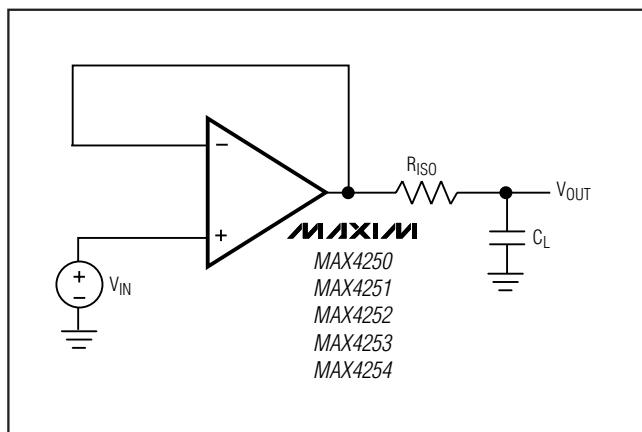 −
+
R_ISO
V_OUT
C_L
+
−
V_IN
MAXIM
MAX4250
MAX4251
MAX4252
MAX4253
MAX4254